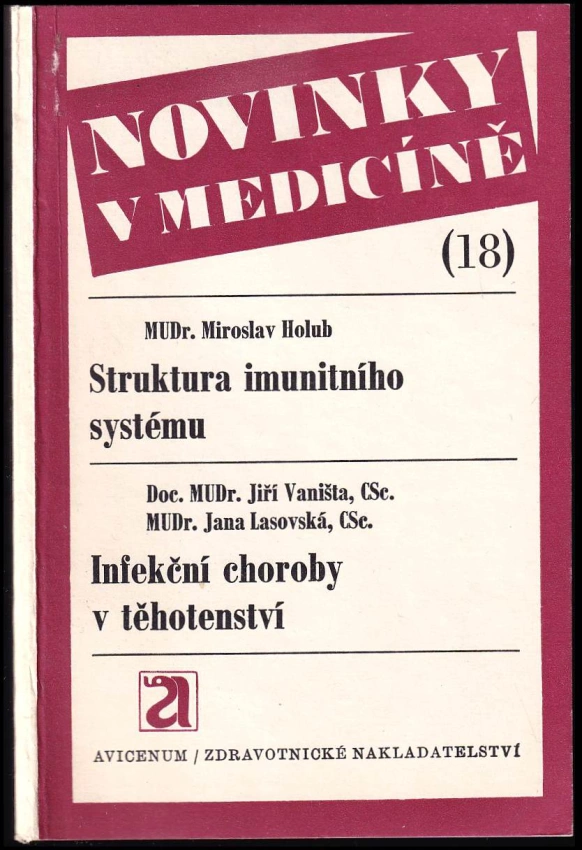 NOVINKY
V MEDICÍNĚ
(18)
MUDr. Miroslav Holub
Struktura imunitního
systému
Doc. MUDr. Jiří Vaništa, CSc.
MUDr. Jana Lasovská, CSc.
Infekční choroby
v těhotenství
AVICENUM / ZDRAVOTNICKÉ NAKLADATELSTVÍ